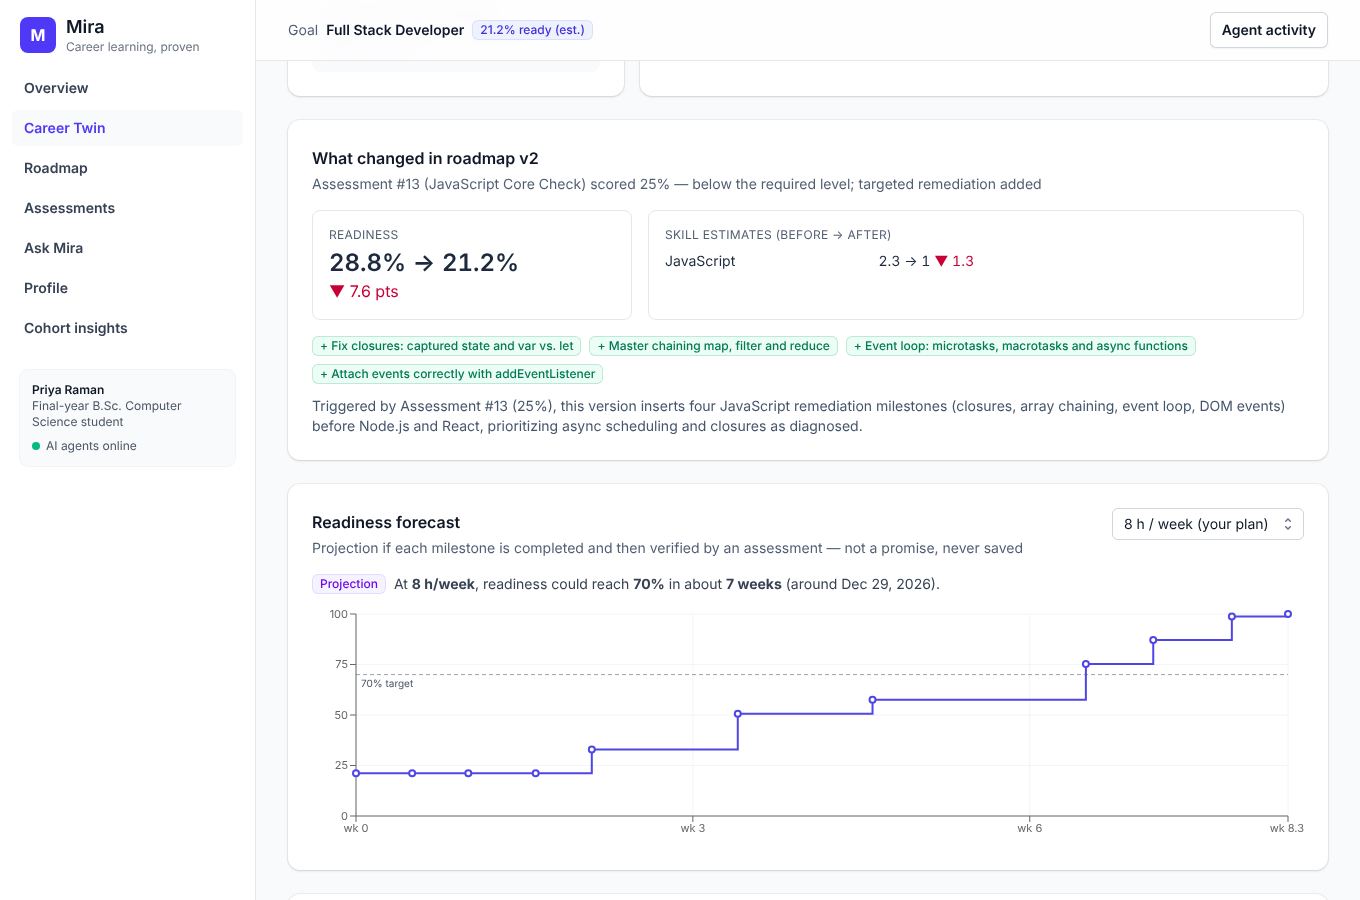 M
Mira
Career learning, proven
Overview
Career Twin
Roadmap
Assessments
Ask Mira
Profile
Cohort insights
Priya Raman
Final-year B.Sc. Computer
Science student
AI agents online
Goal Full Stack Developer 21.2% ready (est.)
Agent activity
What changed in roadmap v2
Assessment #13 (JavaScript Core Check) scored 25% — below the required level; targeted remediation added
READINESS
28.8% → 21.2%
▼ 7.6 pts
SKILL ESTIMATES (BEFORE → AFTER)
JavaScript 2.3 → 1 ▼ 1.3
+ Fix closures: captured state and var vs. let
+ Master chaining map, filter and reduce
+ Event loop: microtasks, macrotasks and async functions
+ Attach events correctly with addEventListener
Triggered by Assessment #13 (25%), this version inserts four JavaScript remediation milestones (closures, array chaining, event loop, DOM events)
before Node.js and React, prioritizing async scheduling and closures as diagnosed.
Readiness forecast
8 h / week (your plan)
Projection if each milestone is completed and then verified by an assessment — not a promise, never saved
Projection At 8 h/week, readiness could reach 70% in about 7 weeks (around Dec 29, 2026).
100
75
70% target
50
25
0
wk 0
wk 3
wk 6
wk 8.3